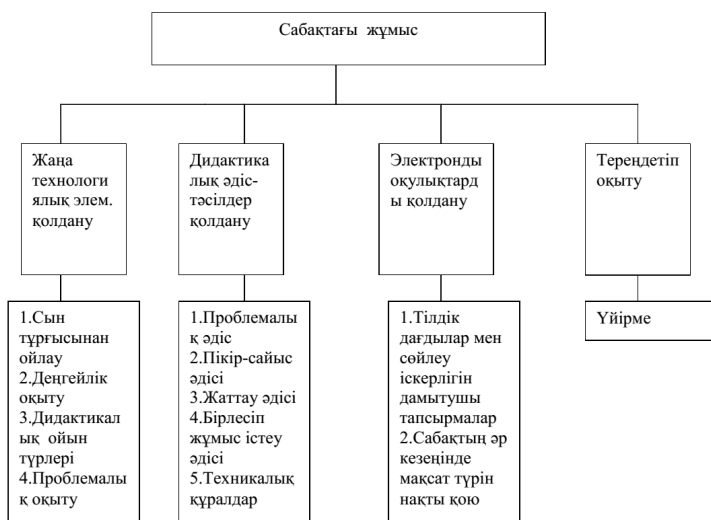 Сабақтағы  жұмыс
Жаңа
технологи
ялық элем.
қолдану
Дидактика
лық әдіс-
тәсілдер
қолдану
Электронды
оқулықтард
ы қолдану
Тереңдетіп
оқыту
1.Сын
тұрғысынан
ойлау
2.Деңгейлік
оқыту
3.Дидактикал
ық  ойын
түрлері
4.Проблемалы
қ оқыту
1.Проблемалы
қ әдіс
2.Пікір-сайыс
әдісі
3.Жаттау әдісі
4.Бірлесіп
жұмыс істеу
әдісі
5.Техникалық
құралдар
1.Тілдік
дағдылар мен
сөйлеу
іскерлігін
дамытушы
тапсырмалар
2.Сабақтың әр
кезеңінде
мақсат түрін
нақты қою
Үйірме